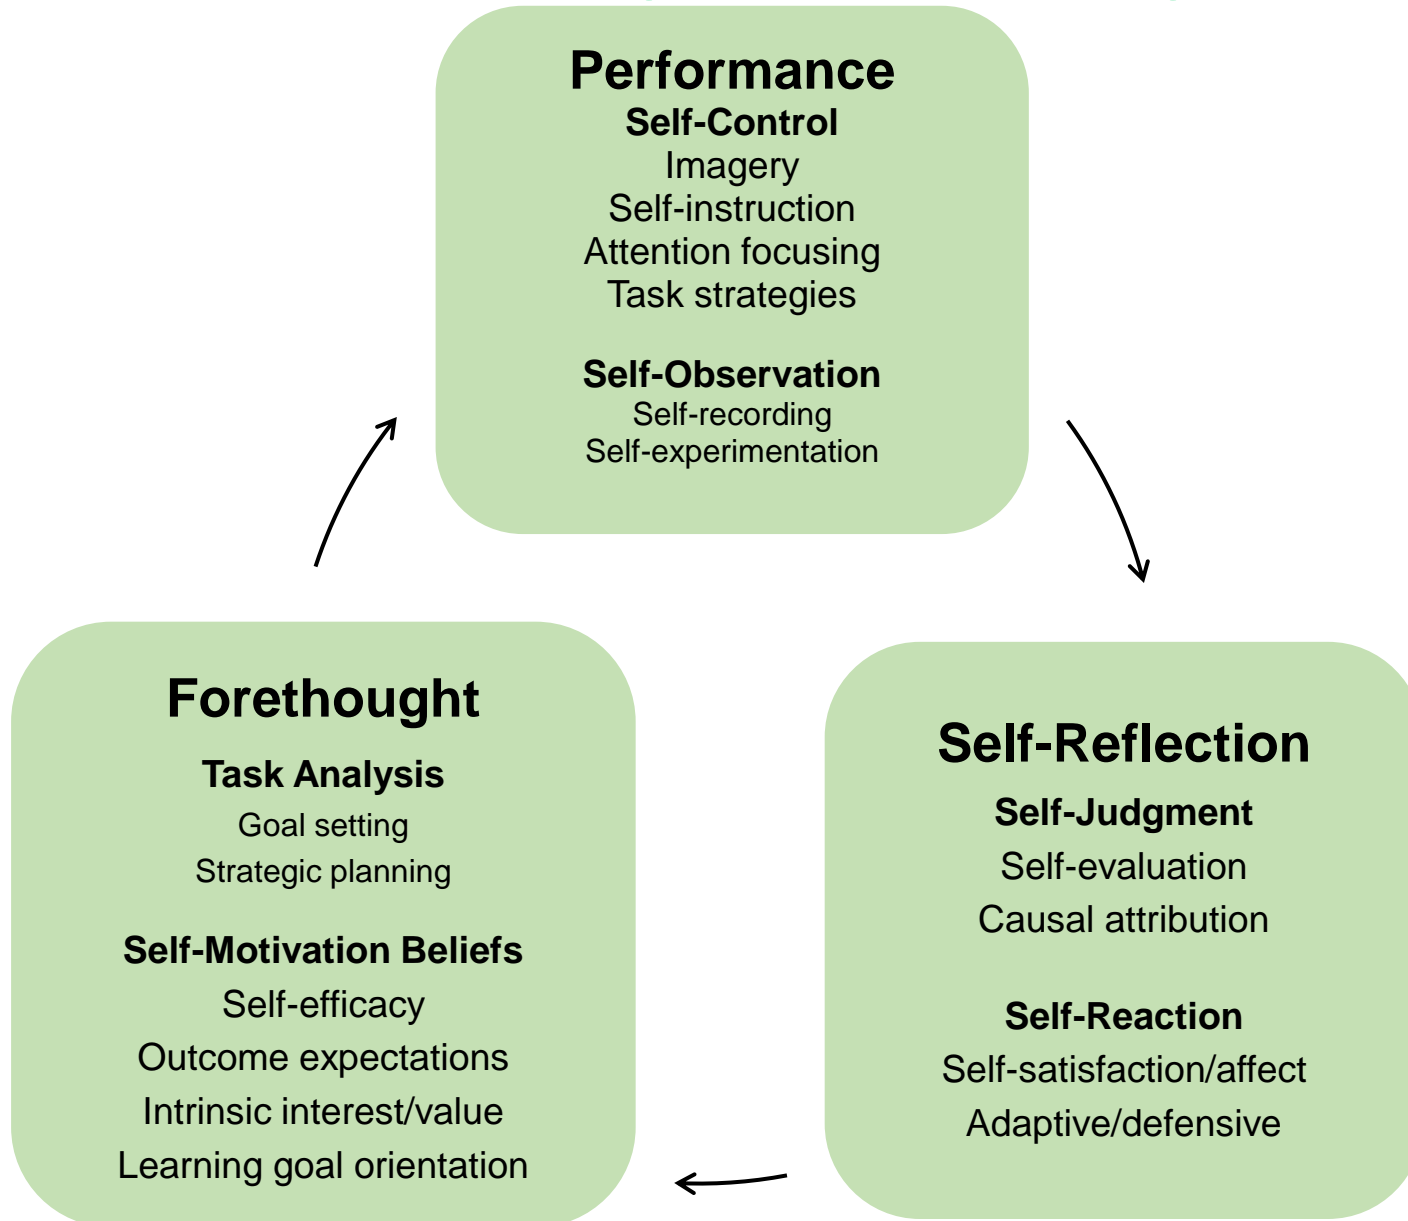 Performance
Self-Control
Imagery
Self-instruction
Attention focusing
Task strategies
Self-Observation
Self-recording
Self-experimentation
Forethought
Task Analysis
Goal setting
Strategic planning
Self-Motivation Beliefs
Self-efficacy
Outcome expectations
Intrinsic interest/value
Learning goal orientation
Self-Reflection
Self-Judgment
Self-evaluation
Causal attribution
Self-Reaction
Self-satisfaction/affect
Adaptive/defensive